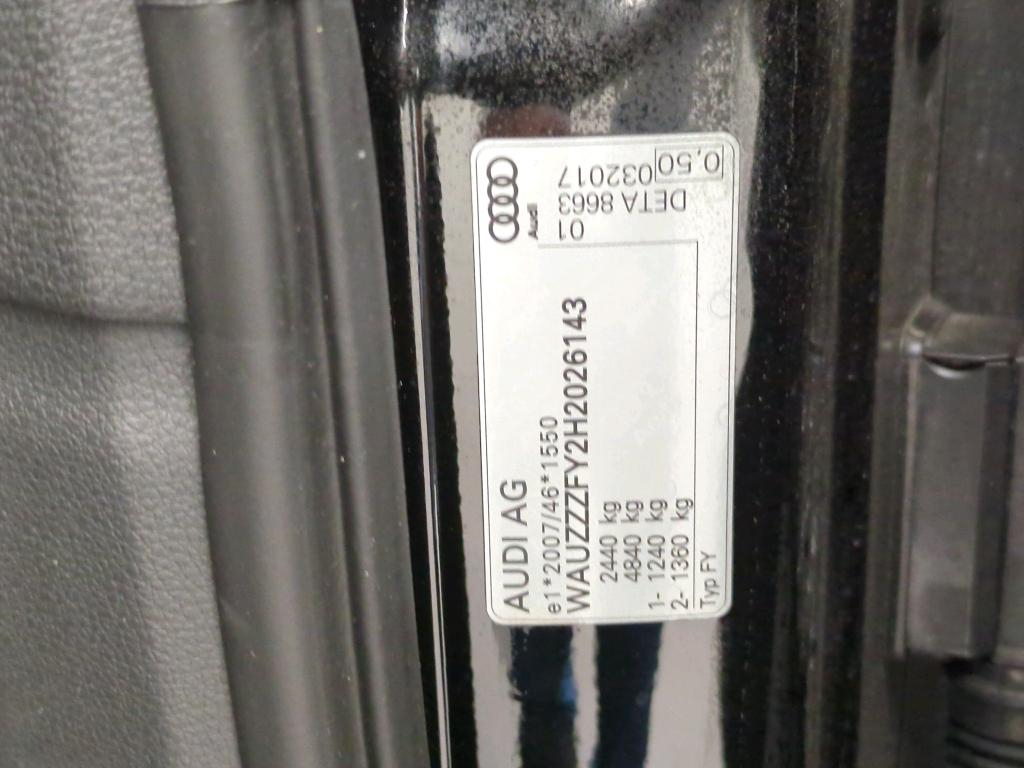 AUDI AG
e1*2007/46*1550
WAUZZZFY2H2026143
2440 kg
4840 kg
1- 1240 kg
2- 1360 kg
Typ FY
Audi
01
DETA 8663
032017
0,50